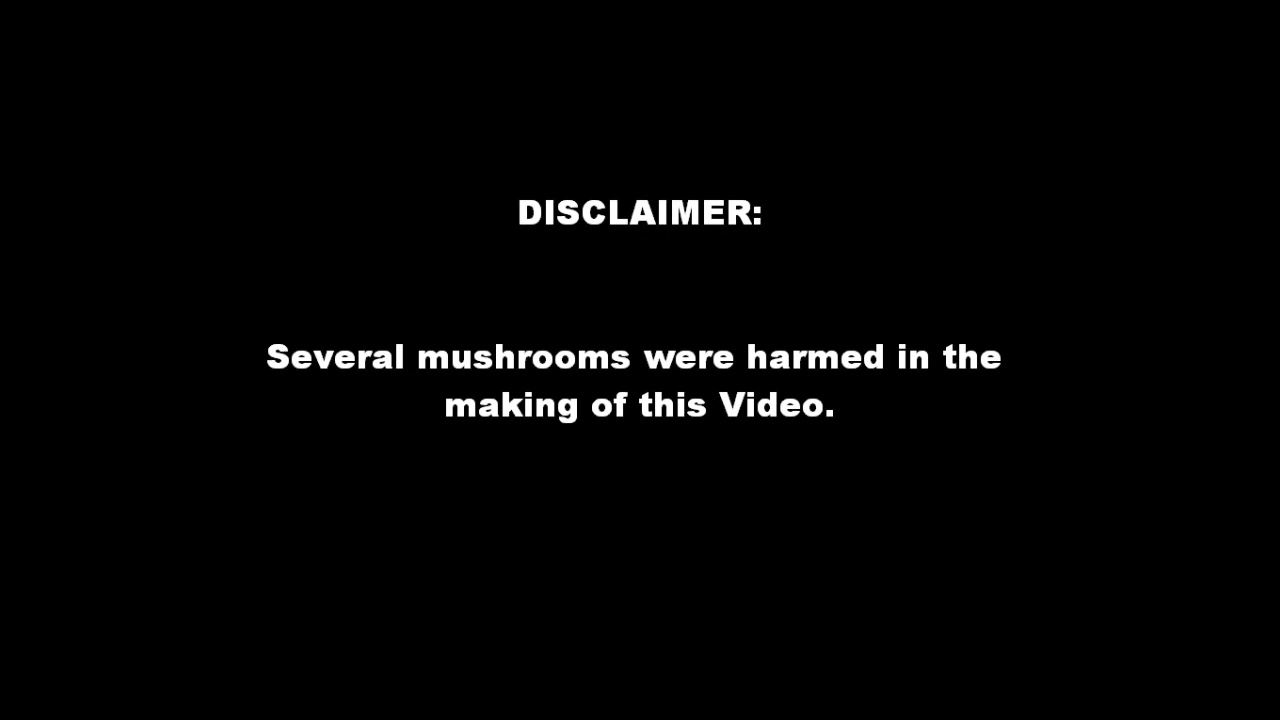 DISCLAIMER:
Several mushrooms were harmed in the
making of this Video.